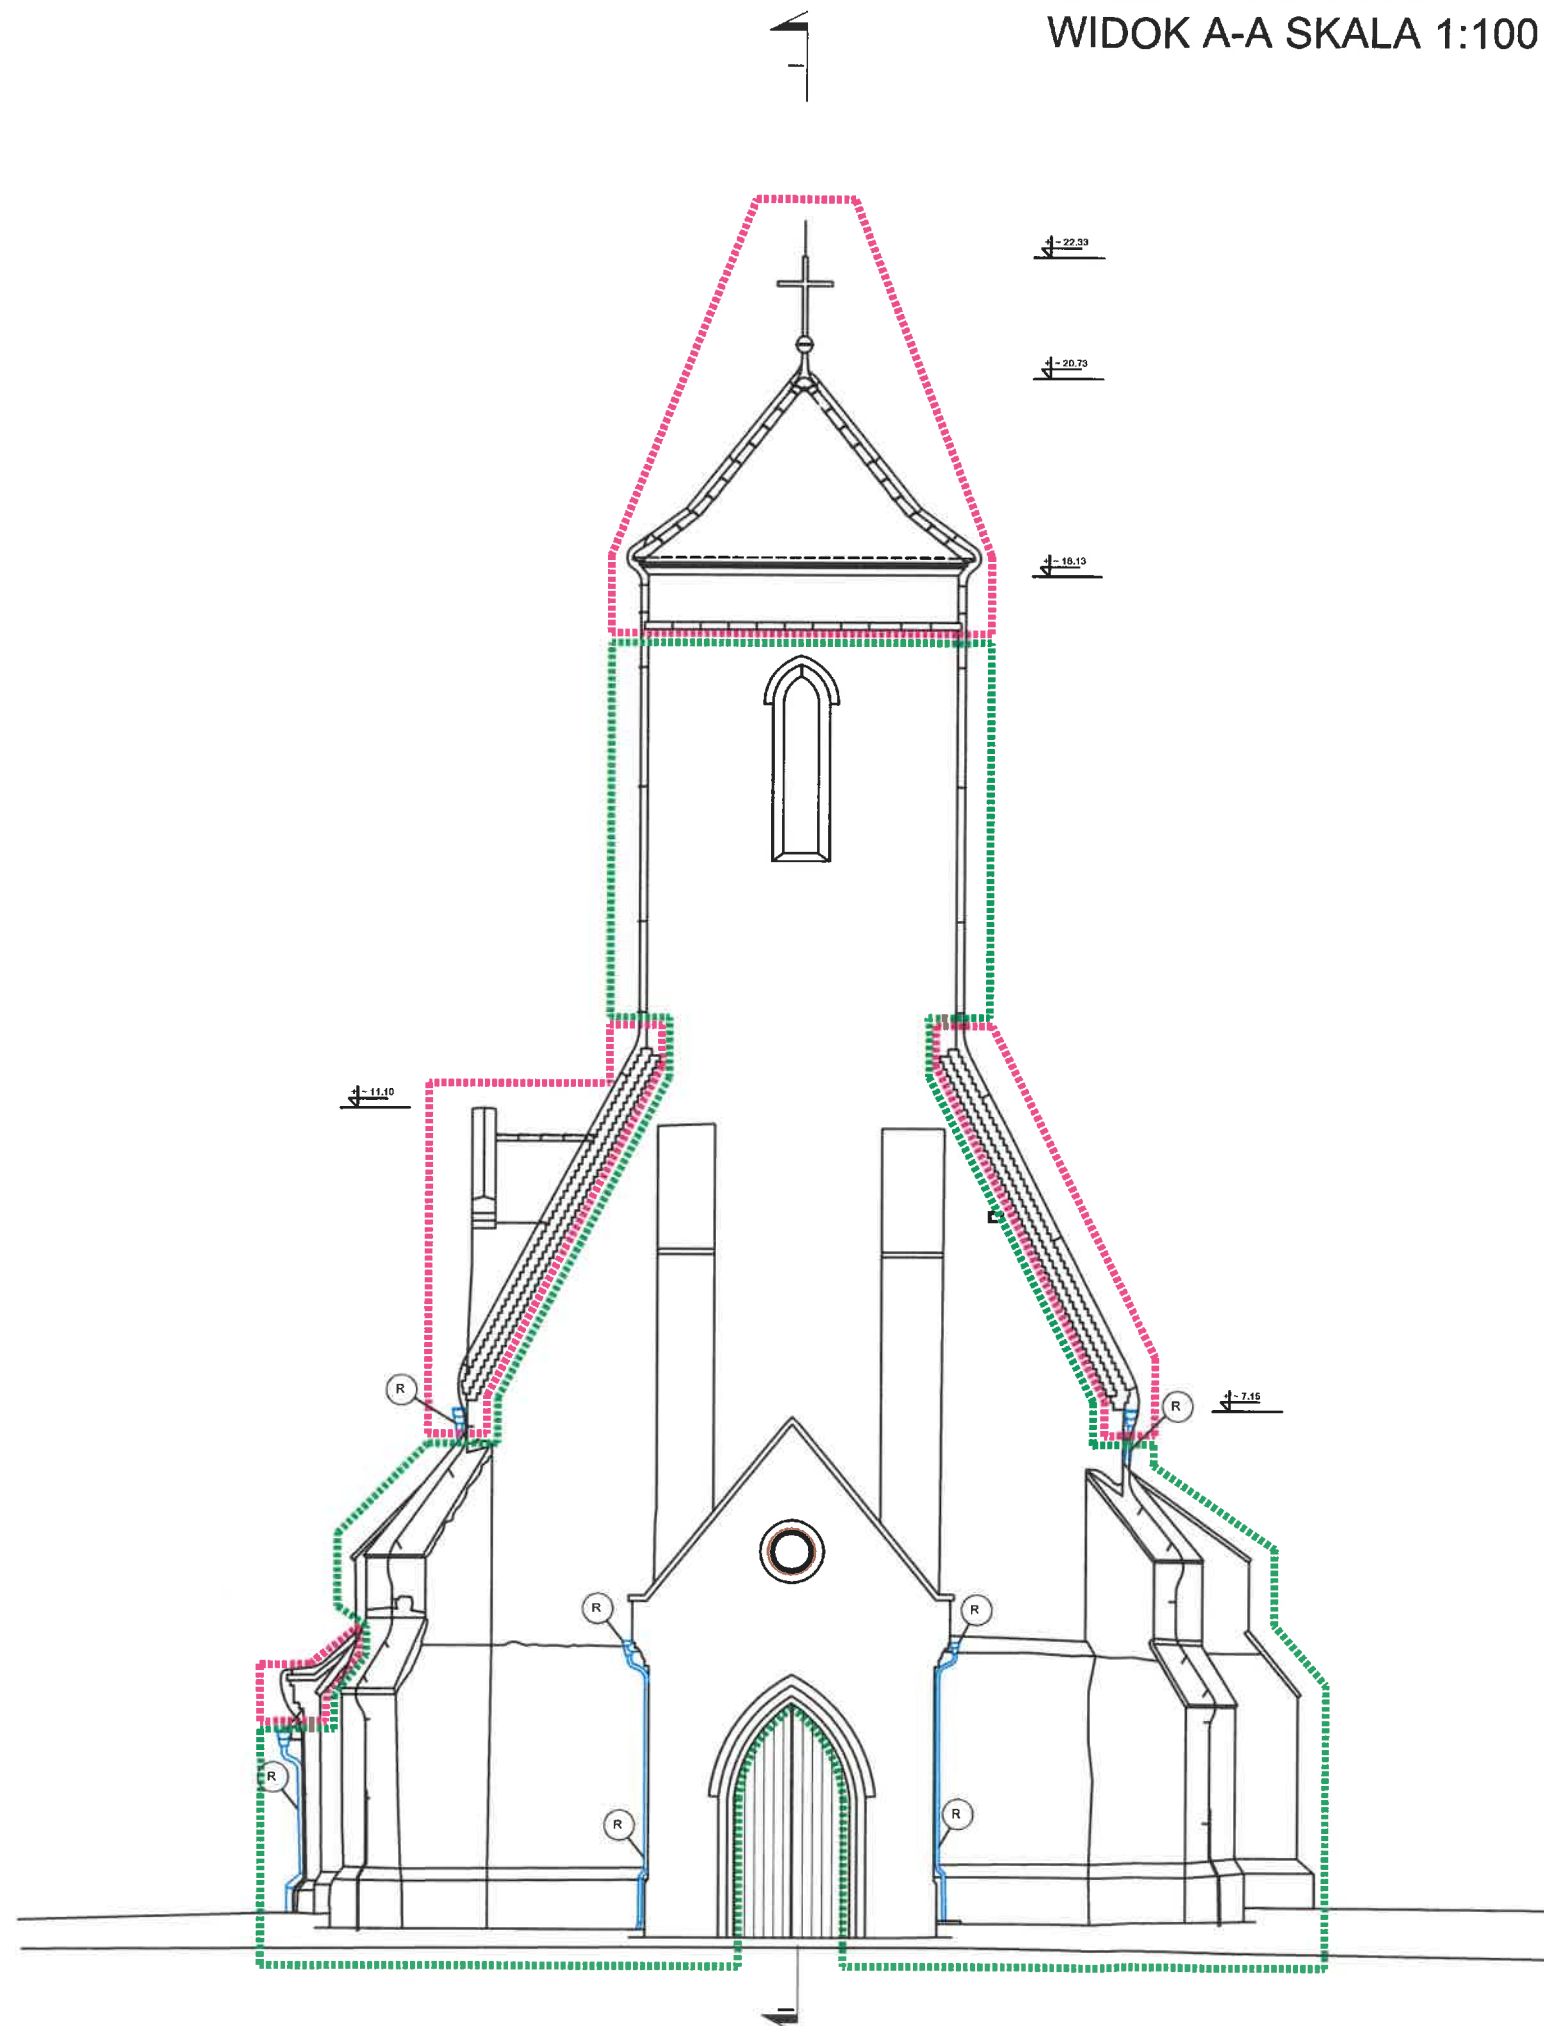 WIDOK A-A SKALA 1:100
+ ~ 22.33
+ ~ 20.73
+ ~ 18.13
+ ~ 11.10
R
+ ~ 7.15
R
R
R
R
R
R